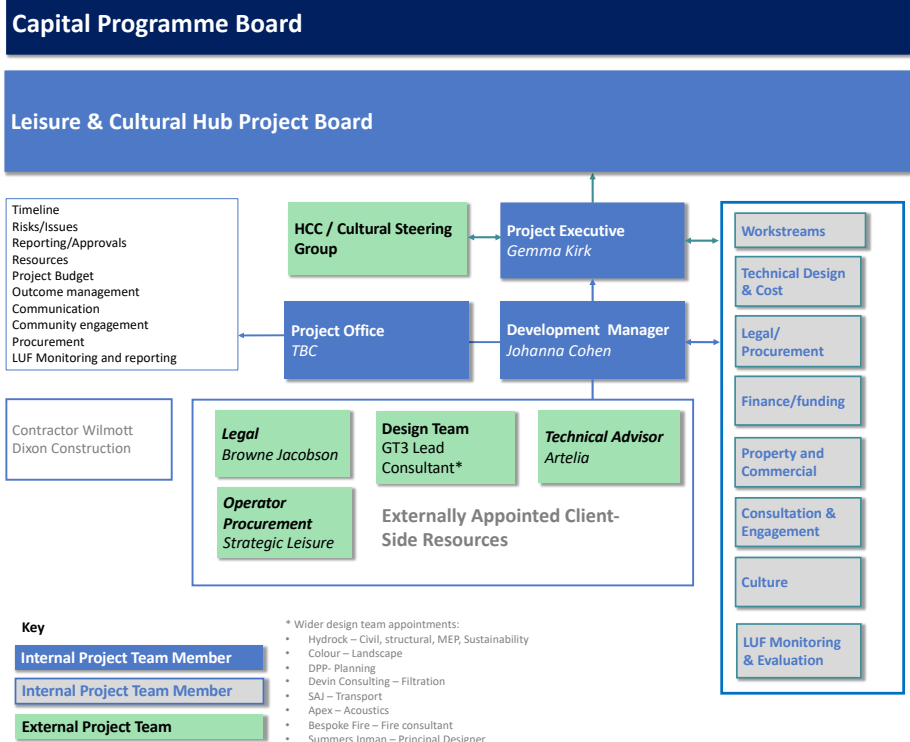 Capital Programme Board
Leisure & Cultural Hub Project Board
Timeline
Risks/Issues
Reporting/Approvals
Resources
Project Budget
Outcome management
Communication
Community engagement
Procurement
LUF Monitoring and reporting
HCC / Cultural Steering
Group
Project Executive
Gemma Kirk
Project Office
TBC
Development  Manager
Johanna Cohen
Workstreams
Technical Design
& Cost
Legal/
Procurement
Finance/funding
Property and
Commercial
Consultation &
Engagement
Culture
LUF Monitoring
& Evaluation
Contractor Wilmott
Dixon Construction
Legal
Browne Jacobson
Design Team
GT3 Lead
Consultant*
Technical Advisor
Artelia
Operator
Procurement
Strategic Leisure
Externally Appointed Client-
Side Resources
Key
Internal Project Team Member
Internal Project Team Member
External Project Team
* Wider design team appointments:
• Hydrock – Civil, structural, MEP, Sustainability
• Colour – Landscape
• DPP- Planning
• Devin Consulting – Filtration
• SAJ – Transport
• Apex – Acoustics
• Bespoke Fire – Fire consultant
• Summers Inman – Principal Designer